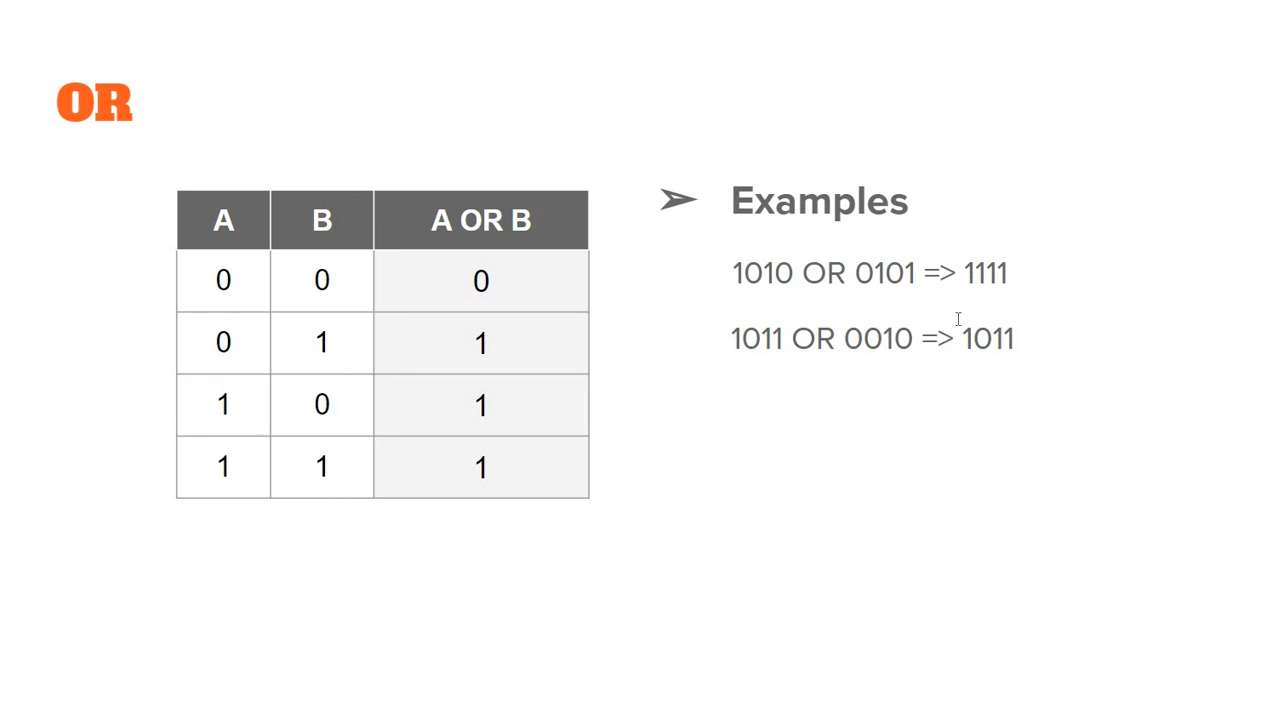 OR
A B A OR B
0 0 0
0 1 1
1 0 1
1 1 1
➢ Examples
1010 OR 0101 => 1111
1011 OR 0010 => 1011